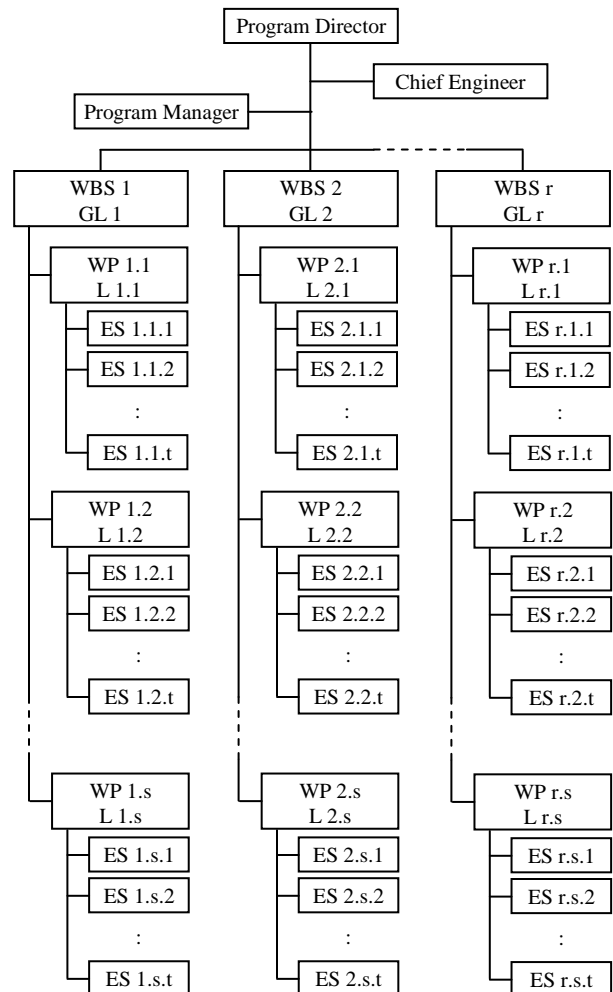 Program Director
Chief Engineer
Program Manager
WBS 1
GL 1
WP 1.1
L 1.1
ES 1.1.1
ES 1.1.2
:
ES 1.1.t
WP 1.2
L 1.2
ES 1.2.1
ES 1.2.2
:
ES 1.2.t
WP 1.s
L 1.s
ES 1.s.1
ES 1.s.2
:
ES 1.s.t
WBS 2
GL 2
WP 2.1
L 2.1
ES 2.1.1
ES 2.1.2
:
ES 2.1.t
WP 2.2
L 2.2
ES 2.2.1
ES 2.2.2
:
ES 2.2.t
WP 2.s
L 2.s
ES 2.s.1
ES 2.s.2
:
ES 2.s.t
WBS r
GL r
WP r.1
L r.1
ES r.1.1
ES r.1.2
:
ES r.1.t
WP r.2
L r.2
ES r.2.1
ES r.2.2
:
ES r.2.t
WP r.s
L r.s
ES r.s.1
ES r.s.2
:
ES r.s.t